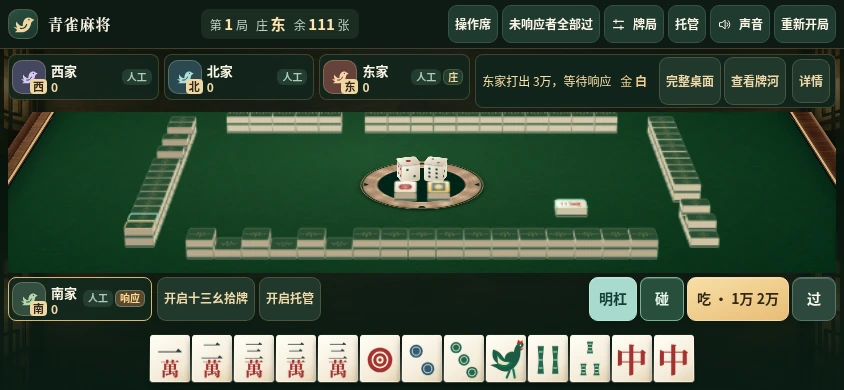 青雀麻将
第1局 庄东 余111张
操作席
未响应者全部过
牌局
托管
声音
重新开局
西家
0
西
人工
北家
0
北
人工
东家
0
东
人工
庄
东家打出 3万，等待响应 金 白
完整桌面
查看牌河
详情
南家
0
南
人工
响应
开启十三幺拾牌
开启托管
明杠
碰
吃 · 1万 2万
过
一萬
二萬
三萬
三萬
三萬
中
中